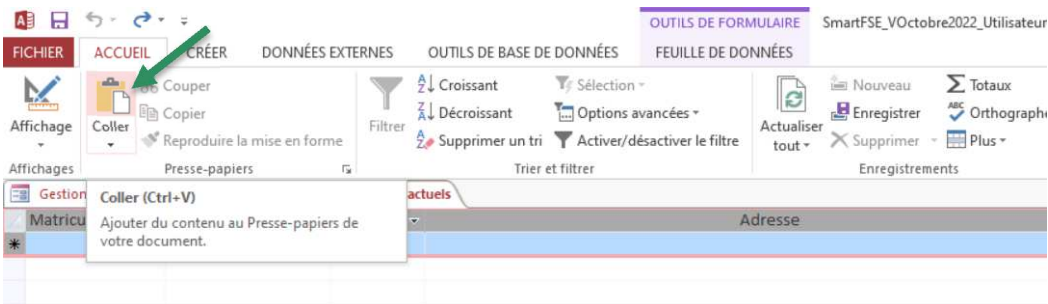 OUTILS DE FORMULAIRE SmartFSE_VOctobre2022_Utilisateur
FICHIER ACCUEIL CRÉER DONNÉES EXTERNES OUTILS DE BASE DE DONNÉES FEUILLE DE DONNÉES
Affichage
Coller
Couper
Copier
Reproduire la mise en forme
Filtrer
Croissant
Décroissant
Supprimer un tri
Sélection
Options avancées
Activer/désactiver le filtre
Actualiser
tout
Nouveau
Enregistrer
Supprimer
Totaux
Orthographe
Plus
Affichages Presse-papiers Trier et filtrer Enregistrements
Gestion actuels
Matricu Adresse
Coller (Ctrl+V)
Ajouter du contenu au Presse-papiers de
votre document.